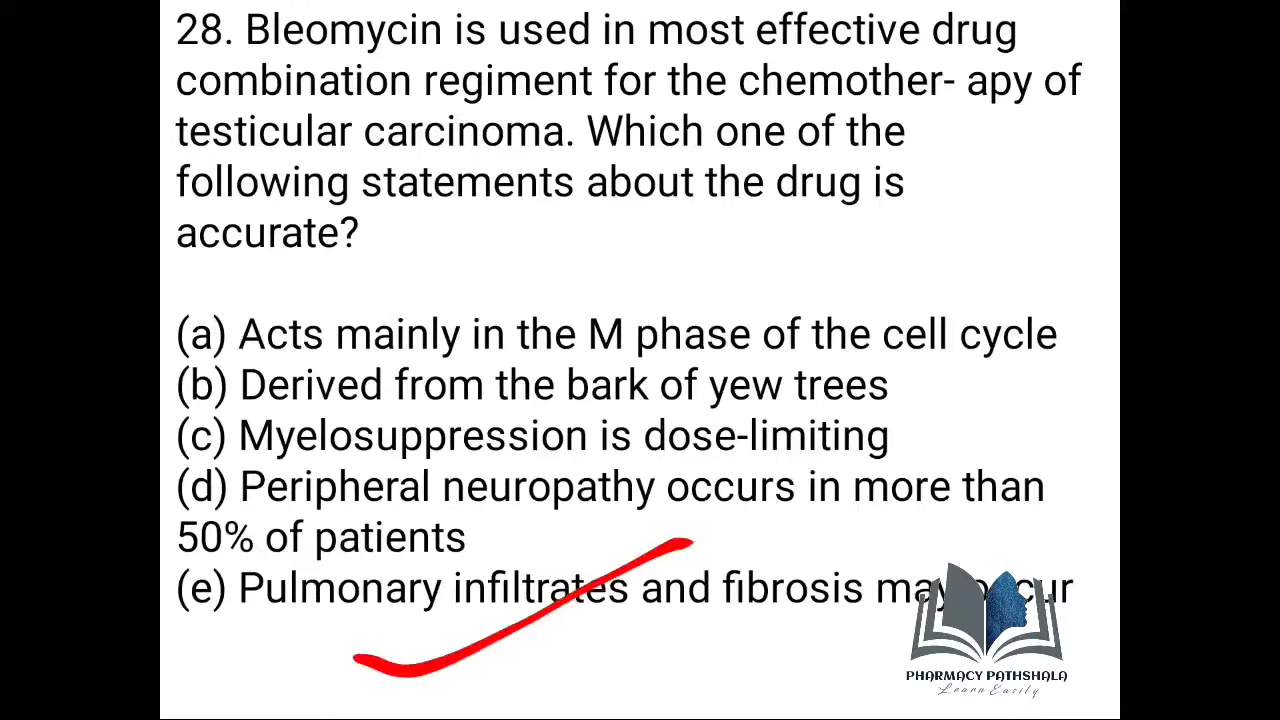 28. Bleomycin is used in most effective drug
combination regiment for the chemother- apy of
testicular carcinoma. Which one of the
following statements about the drug is
accurate?
(a) Acts mainly in the M phase of the cell cycle
(b) Derived from the bark of yew trees
(c) Myelosuppression is dose-limiting
(d) Peripheral neuropathy occurs in more than
50% of patients
(e) Pulmonary infiltrates and fibrosis may occur
PHARMACY PATHSHALA
Learn Easily